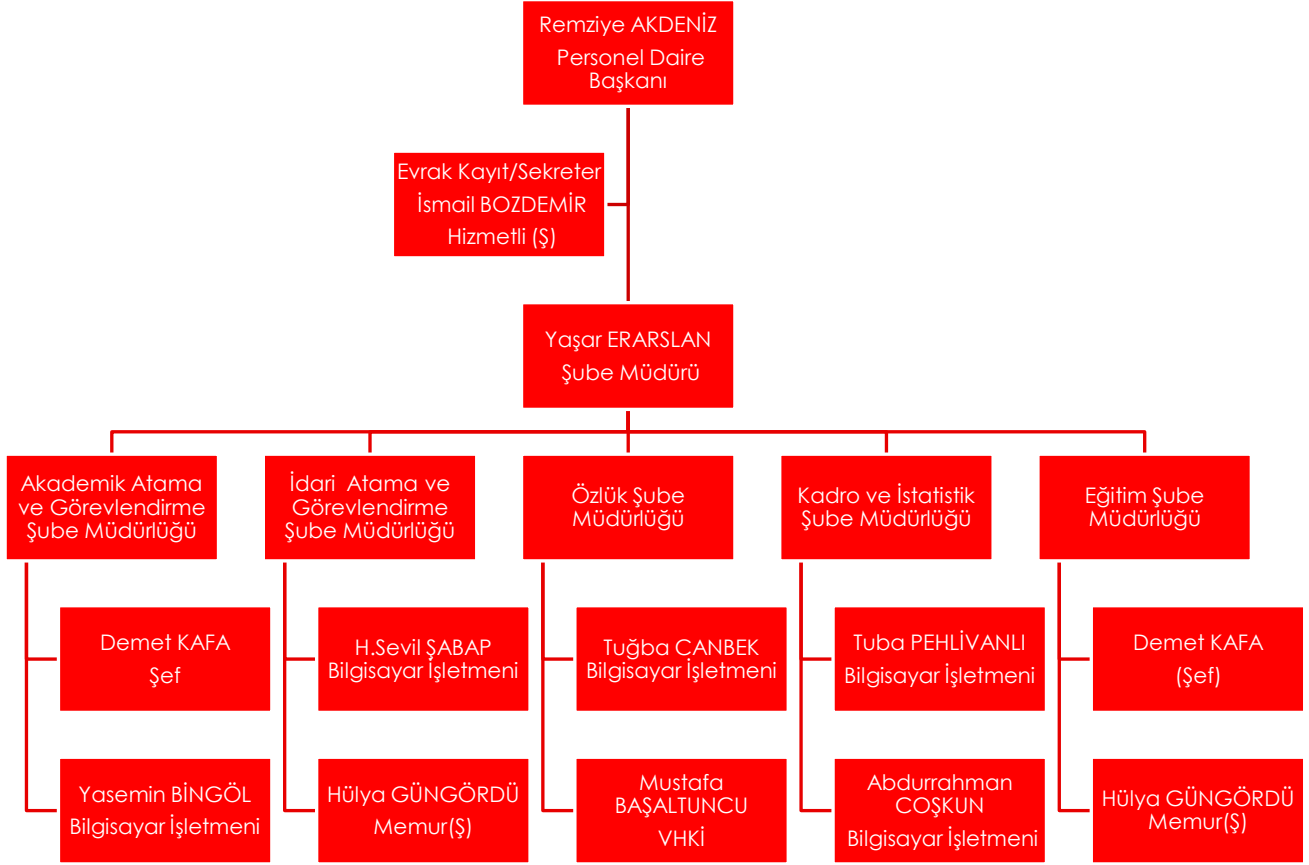 Remziye AKDENİZ
Personel Daire
Başkanı
Evrak Kayıt/Sekreter
İsmail BOZDEMİR
Hizmetli (Ş)
Yaşar ERARSLAN
Şube Müdürü
Akademik Atama
ve Görevlendirme
Şube Müdürlüğü
İdari Atama ve
Görevlendirme
Şube Müdürlüğü
Özlük Şube
Müdürlüğü
Kadro ve İstatistik
Şube Müdürlüğü
Eğitim Şube
Müdürlüğü
Demet KAFA
Şef
H.Sevil ŞABAP
Bilgisayar İşletmeni
Tuğba CANBEK
Bilgisayar İşletmeni
Tuba PEHLİVANLI
Bilgisayar İşletmeni
Demet KAFA
(Şef)
Yasemin BİNGÖL
Bilgisayar İşletmeni
Hülya GÜNGÖRDÜ
Memur(Ş)
Mustafa
BAŞALTUNCU
VHKİ
Abdurrahman
COŞKUN
Bilgisayar İşletmeni
Hülya GÜNGÖRDÜ
Memur(Ş)